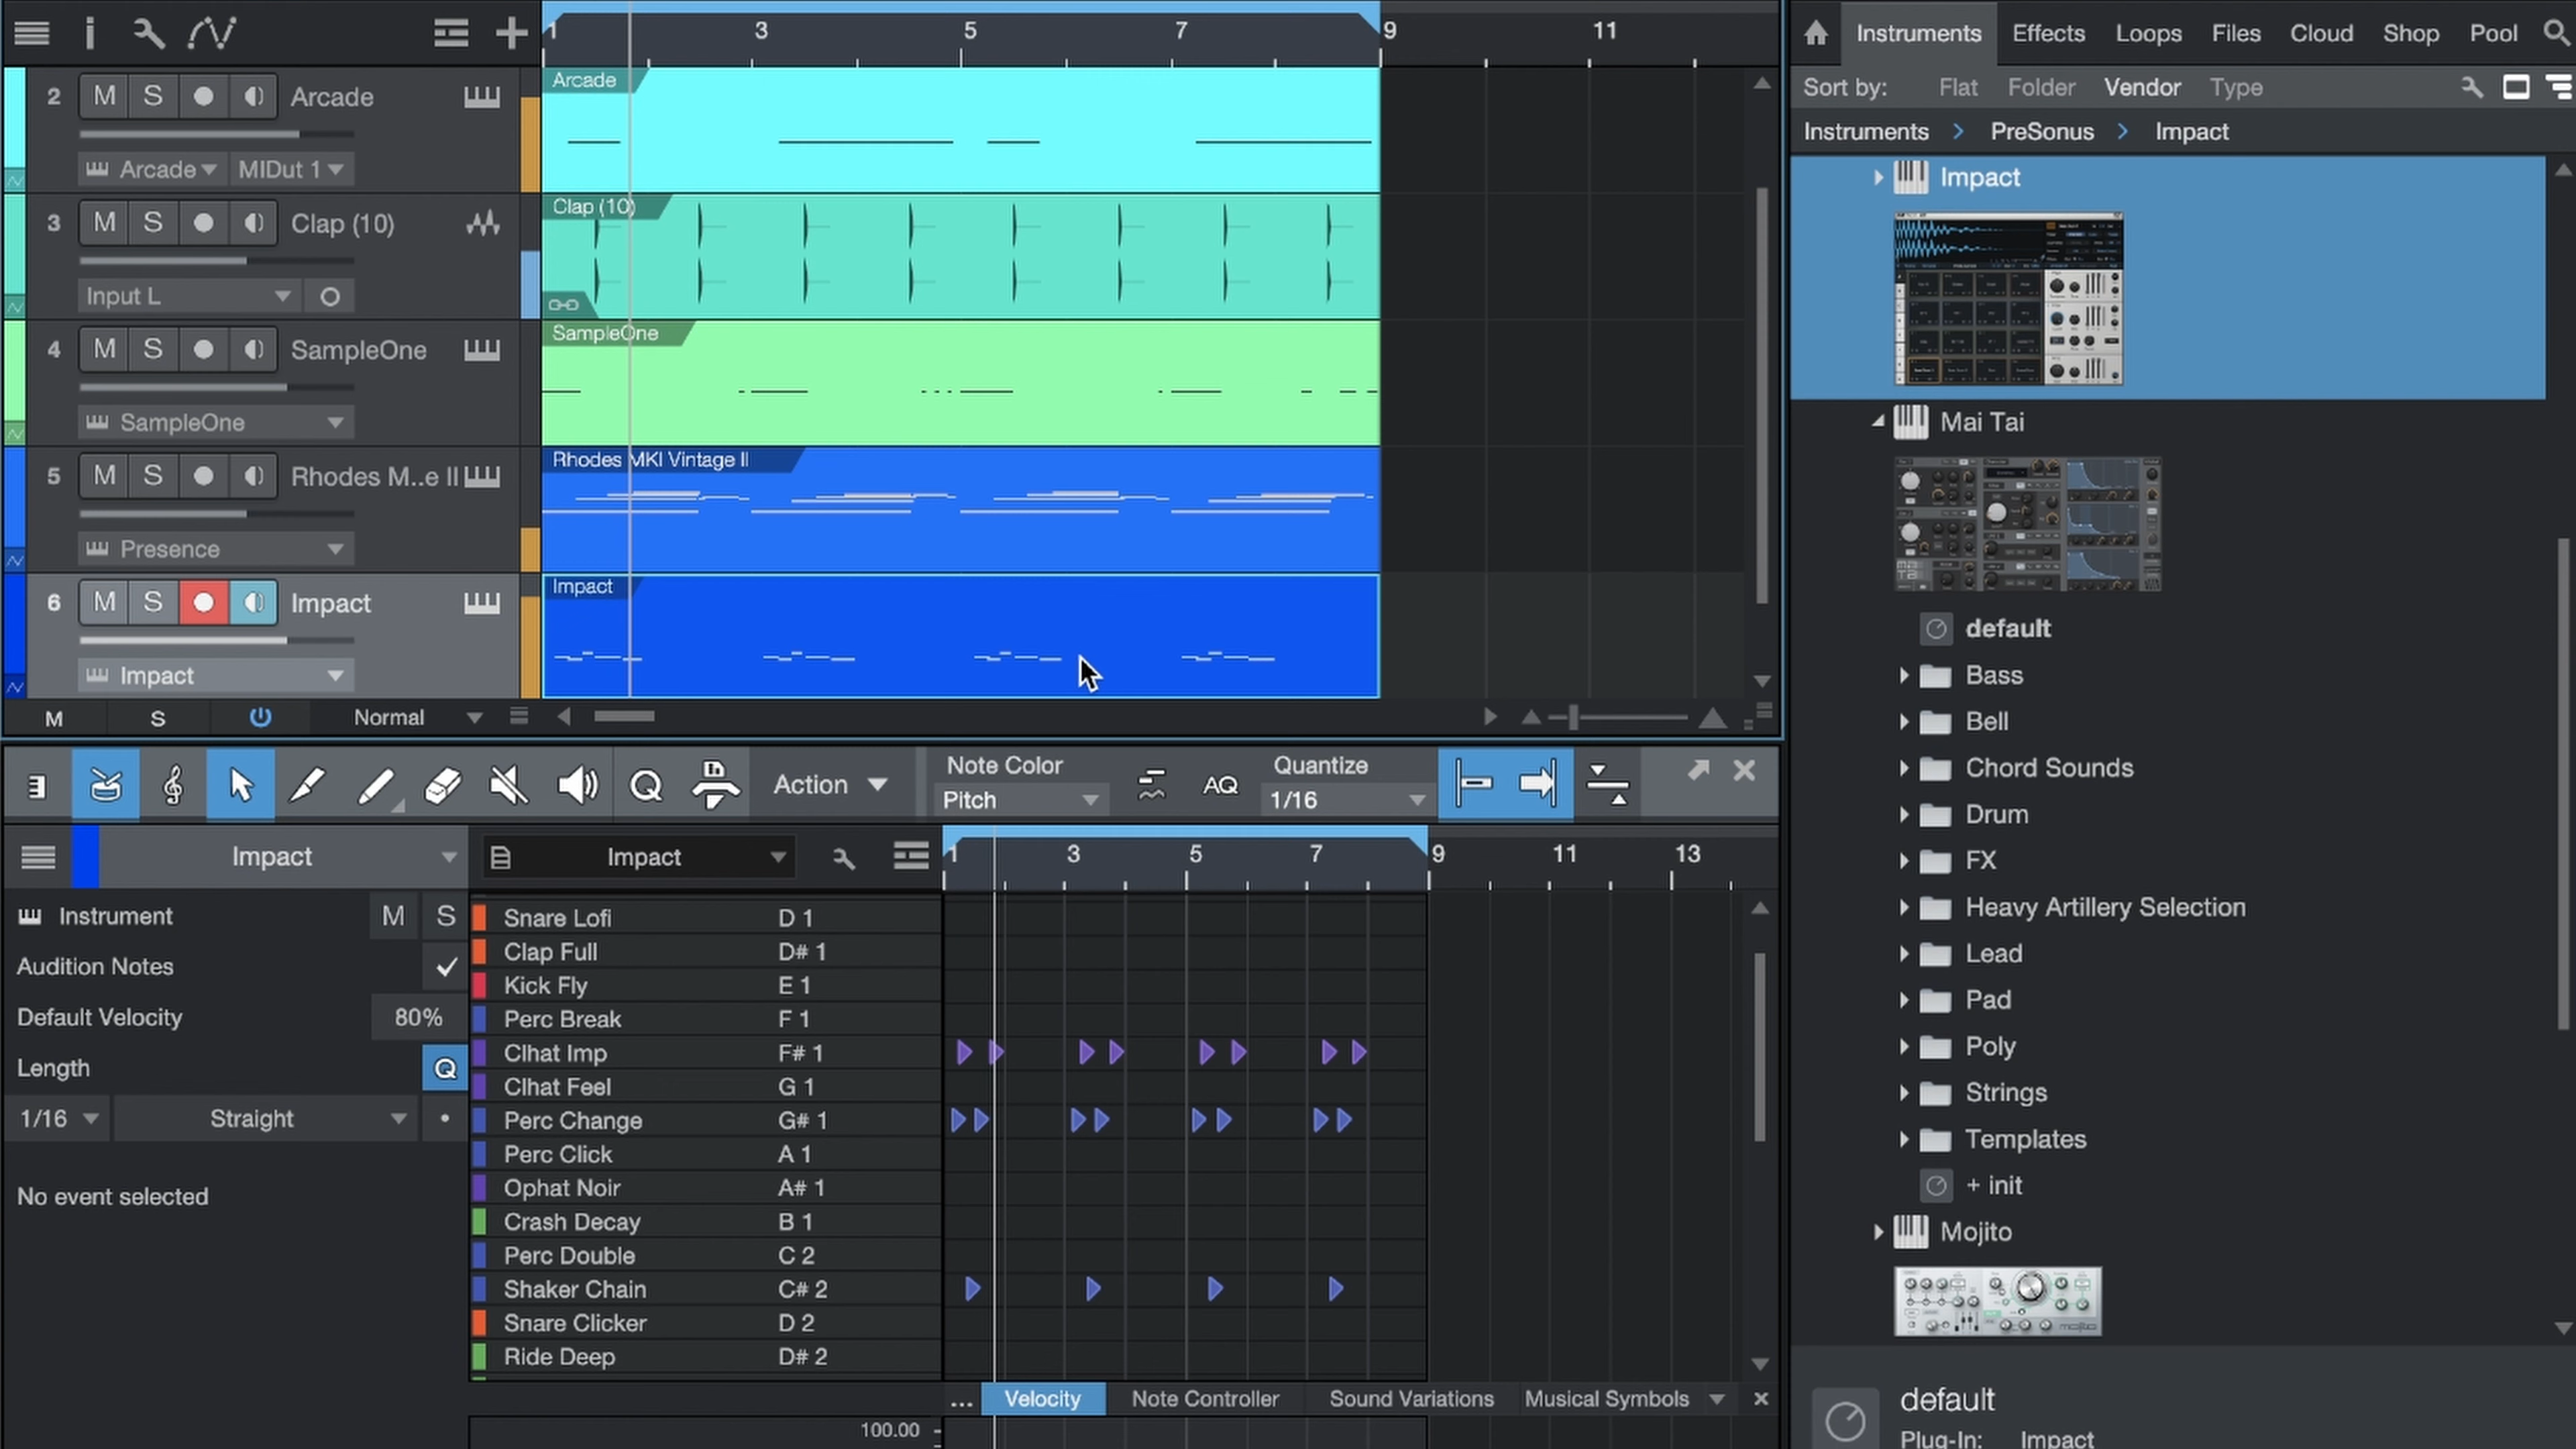 1 3 5 7 9 11
Instruments Effects Loops Files Cloud Shop Pool
Sort by: Flat Folder Vendor Type
Instruments > PreSonus > Impact
2 M S Arcade
Arcade MIDut 1
Arcade
3 M S Clap (10)
Input L
Clap (10)
4 M S SampleOne
SampleOne
SampleOne
5 M S Rhodes M..e II
Presence
Rhodes MKI Vintage II
6 M S Impact
Impact
Impact
M S Normal
Action
Note Color
Pitch
AQ
Quantize
1/16
Q
Impact
Impact
1 3 5 7 9 11 13
Instrument M S
Audition Notes
Default Velocity 80%
Length Q
1/16 Straight
No event selected
Snare Lofi D 1
Clap Full D# 1
Kick Fly E 1
Perc Break F 1
Clhat Imp F# 1
Clhat Feel G 1
Perc Change G# 1
Perc Click A 1
Ophat Noir A# 1
Crash Decay B 1
Perc Double C 2
Shaker Chain C# 2
Snare Clicker D 2
Ride Deep D# 2
... Velocity Note Controller Sound Variations Musical Symbols
100.00
Impact
Mai Tai
default
Bass
Bell
Chord Sounds
Drum
FX
Heavy Artillery Selection
Lead
Pad
Poly
Strings
Templates
+ init
Mojito
default
Plug-In: Impact